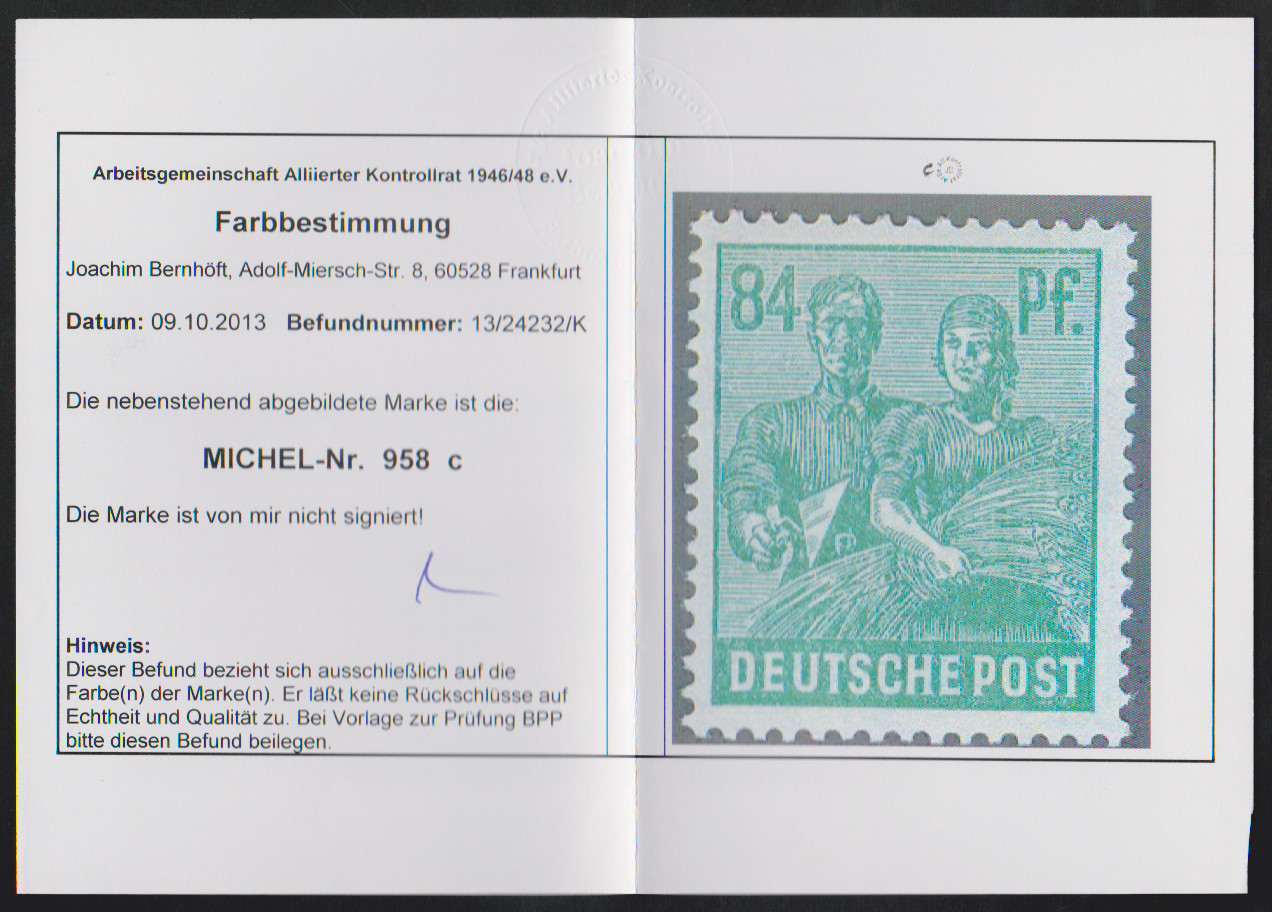 Arbeitsgemeinschaft Alliierter Kontrollrat 1946/48 e.V.
Farbbestimmung
Joachim Bernhöft, Adolf-Miersch-Str. 8, 60528 Frankfurt
Datum: 09.10.2013 Befundnummer: 13/24232/K
Die nebenstehend abgebildete Marke ist die:
MICHEL-Nr. 958 c
Die Marke ist von mir nicht signiert!
Hinweis:
Dieser Befund bezieht sich ausschließlich auf die
Farbe(n) der Marke(n). Er läßt keine Rückschlüsse auf
Echtheit und Qualität zu. Bei Vorlage zur Prüfung BPP
bitte diesen Befund beilegen.
c
84 Pf.
DEUTSCHE POST